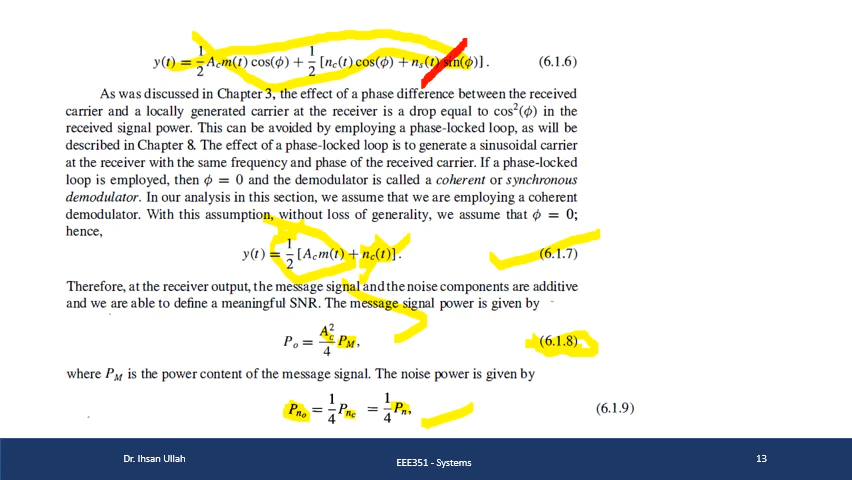 y(t) = 1/2 A_c m(t) cos(φ) + 1/2 [n_c(t) cos(φ) + n_s(t) sin(φ)] . (6.1.6)
As was discussed in Chapter 3, the effect of a phase difference between the received
carrier and a locally generated carrier at the receiver is a drop equal to cos²(φ) in the
received signal power. This can be avoided by employing a phase-locked loop, as will be
described in Chapter 8. The effect of a phase-locked loop is to generate a sinusoidal carrier
at the receiver with the same frequency and phase of the received carrier. If a phase-locked
loop is employed, then φ = 0 and the demodulator is called a coherent or synchronous
demodulator. In our analysis in this section, we assume that we are employing a coherent
demodulator. With this assumption, without loss of generality, we assume that φ = 0;
hence,
y(t) = 1/2 [A_c m(t) + n_c(t)] . (6.1.7)
Therefore, at the receiver output, the message signal and the noise components are additive
and we are able to define a meaningful SNR. The message signal power is given by
P_o = A_c²/4 P_M, (6.1.8)
where P_M is the power content of the message signal. The noise power is given by
P_{n_o} = 1/4 P_{n_c} = 1/4 P_n, (6.1.9)
Dr. Ihsan Ullah
EEE351 - Systems
13